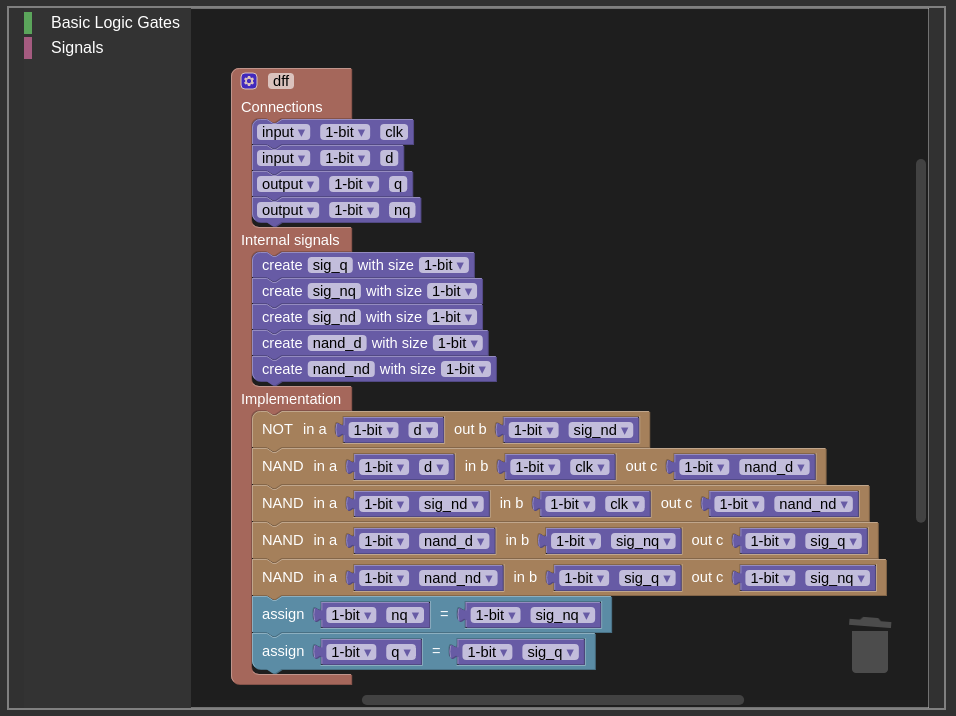 Basic Logic Gates
Signals
dff
Connections
input ▾ 1-bit ▾ clk
input ▾ 1-bit ▾ d
output ▾ 1-bit ▾ q
output ▾ 1-bit ▾ nq
Internal signals
create sig_q with size 1-bit ▾
create sig_nq with size 1-bit ▾
create sig_nd with size 1-bit ▾
create nand_d with size 1-bit ▾
create nand_nd with size 1-bit ▾
Implementation
NOT in a 1-bit ▾ d ▾ out b 1-bit ▾ sig_nd ▾
NAND in a 1-bit ▾ d ▾ in b 1-bit ▾ clk ▾ out c 1-bit ▾ nand_d ▾
NAND in a 1-bit ▾ sig_nd ▾ in b 1-bit ▾ clk ▾ out c 1-bit ▾ nand_nd ▾
NAND in a 1-bit ▾ nand_d ▾ in b 1-bit ▾ sig_nq ▾ out c 1-bit ▾ sig_q ▾
NAND in a 1-bit ▾ nand_nd ▾ in b 1-bit ▾ sig_q ▾ out c 1-bit ▾ sig_nq ▾
assign 1-bit ▾ nq ▾ = 1-bit ▾ sig_nq ▾
assign 1-bit ▾ q ▾ = 1-bit ▾ sig_q ▾